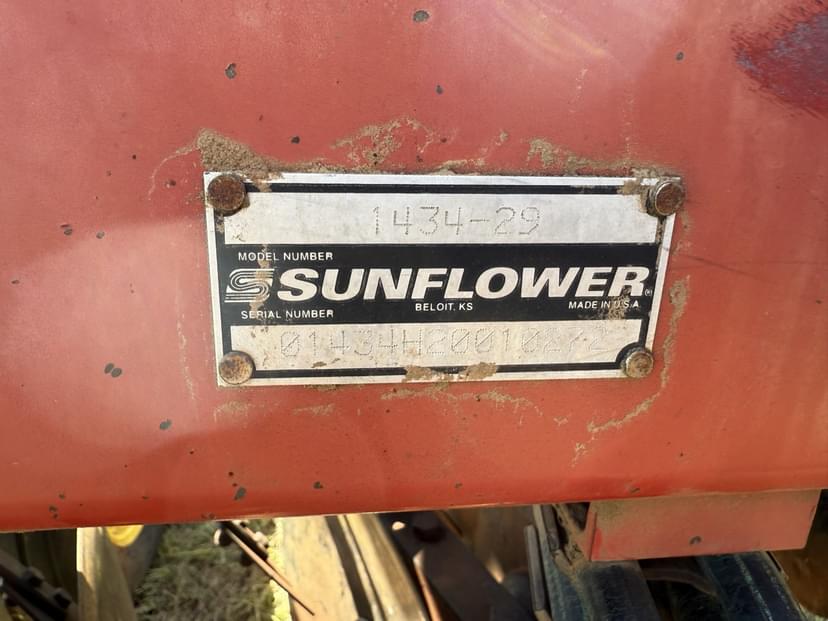 1434-29
MODEL NUMBER
SUNFLOWER®
SERIAL NUMBER BELOIT, KS MADE IN U.S.A.